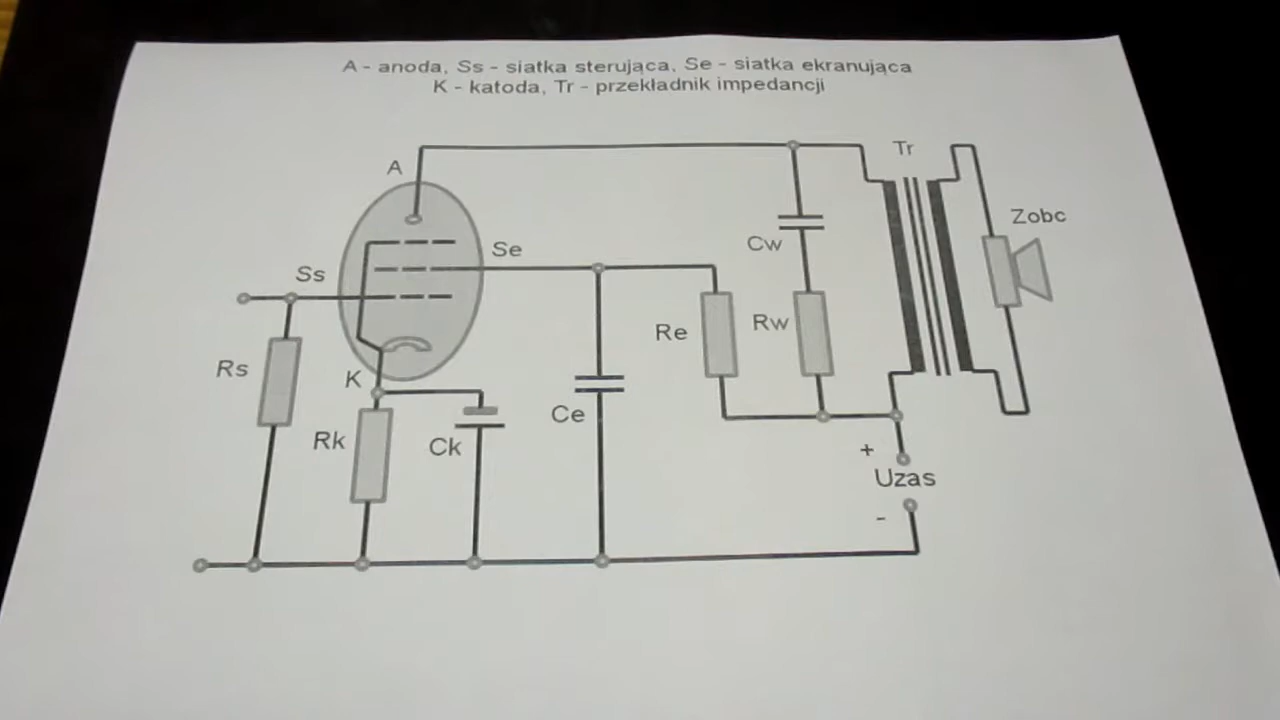 A - anoda, Ss - siatka sterująca, Se - siatka ekranująca
K - katoda, Tr - przekładnik impedancji
A
Tr
Zobc
Se
Cw
Ss
Re
Rw
Rs
K
Ce
Rk
Ck
+
Uzas
-